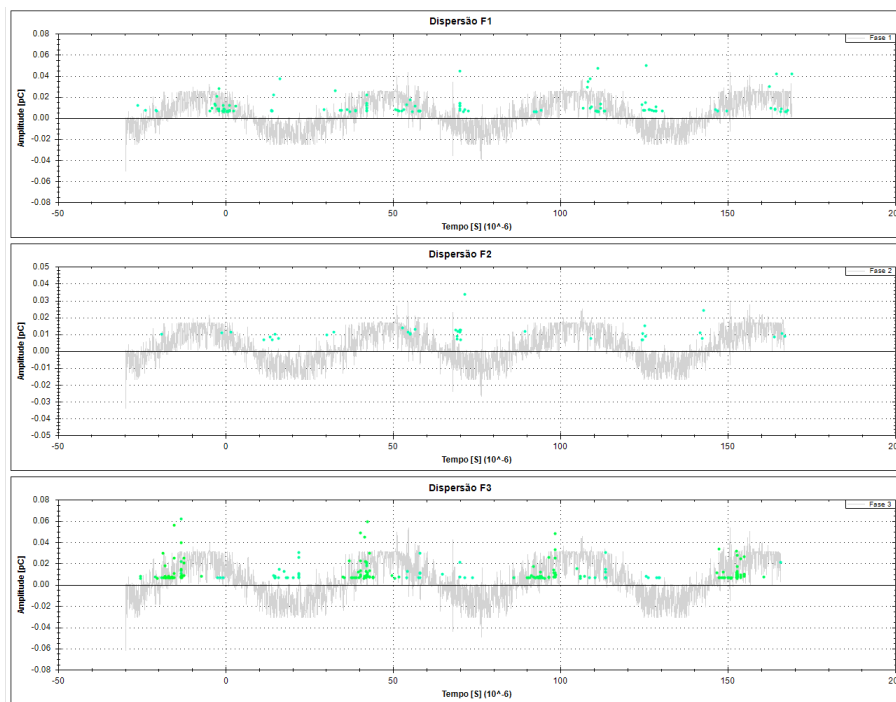 Dispersão F1
Fase 1
Amplitude [pC]
0.08
0.06
0.04
0.02
0.00
-0.02
-0.04
-0.06
-0.08
-50 0 50 100 150 200
Tempo [S] (10^-6)
Dispersão F2
Fase 2
Amplitude [pC]
0.05
0.04
0.03
0.02
0.01
0.00
-0.01
-0.02
-0.03
-0.04
-0.05
-50 0 50 100 150 200
Tempo [S] (10^-6)
Dispersão F3
Fase 3
Amplitude [pC]
0.08
0.06
0.04
0.02
0.00
-0.02
-0.04
-0.06
-0.08
-50 0 50 100 150 200
Tempo [S] (10^-6)